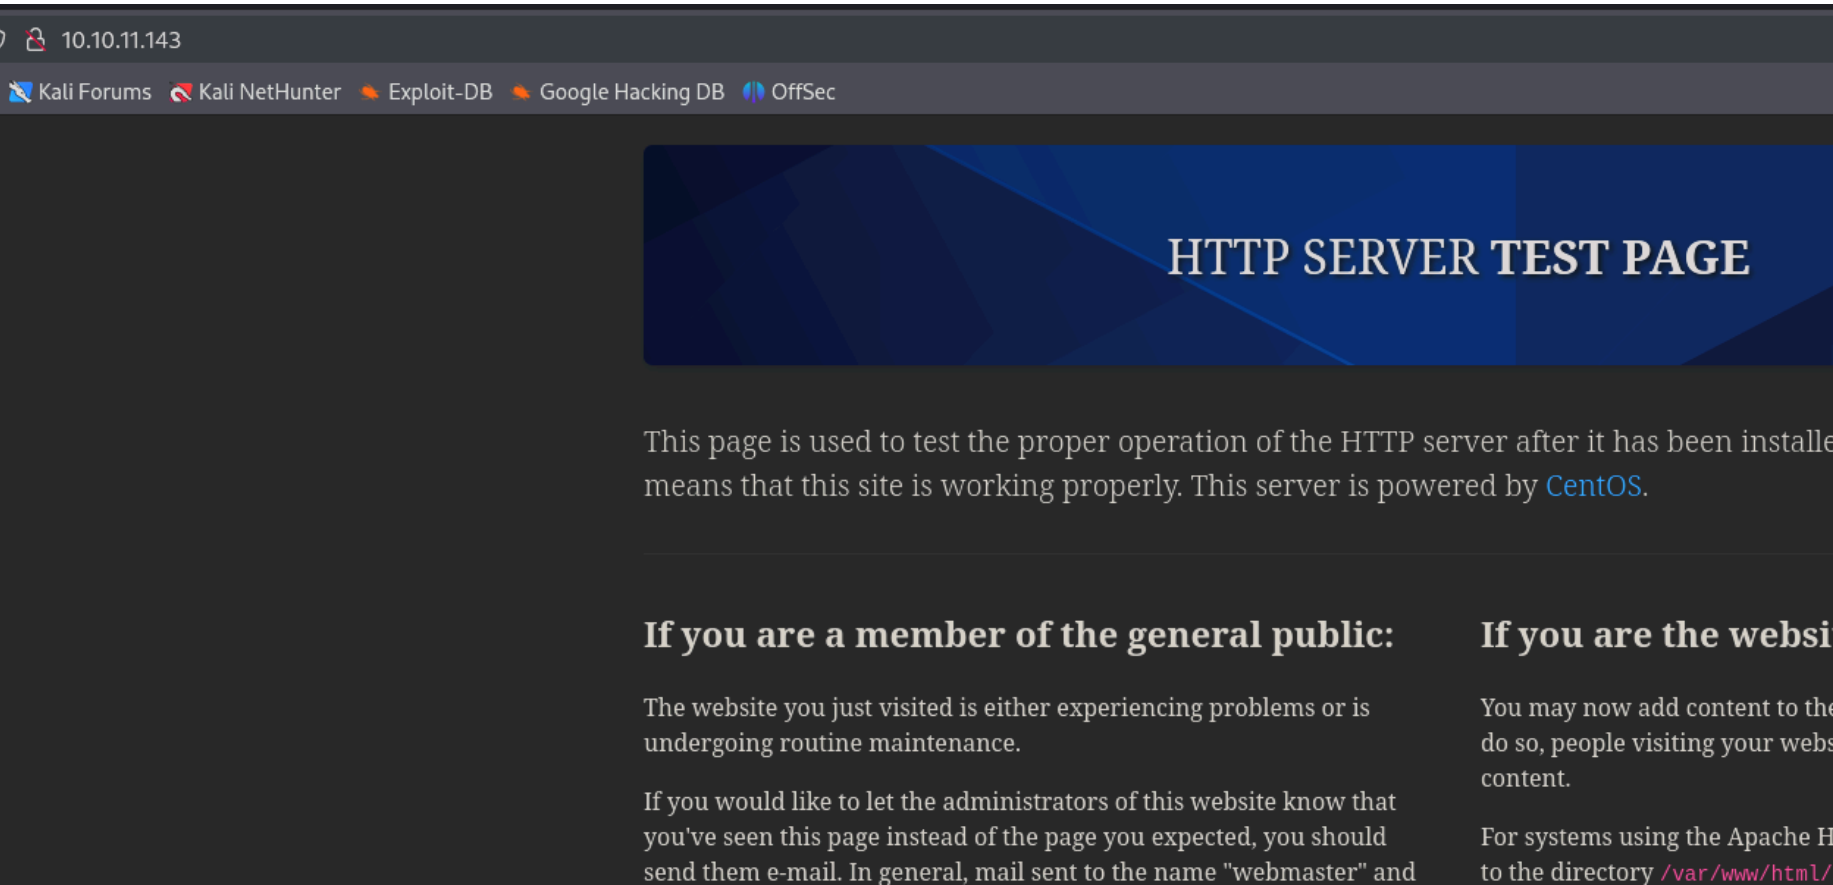 10.10.11.143
Kali Forums Kali NetHunter Exploit-DB Google Hacking DB OffSec
HTTP SERVER TEST PAGE
This page is used to test the proper operation of the HTTP server after it has been
means that this site is working properly. This server is powered by CentOS.
If you are a member of the general public:
The website you just visited is either experiencing problems or is
undergoing routine maintenance.
If you would like to let the administrators of this website know that
you've seen this page instead of the page you expected, you should
send them e-mail. In general, mail sent to the name "webmaster" and
If you are the
You may now add content to the
do so, people visiting your
content.
For systems using the Apache
to the directory /var/www/html/